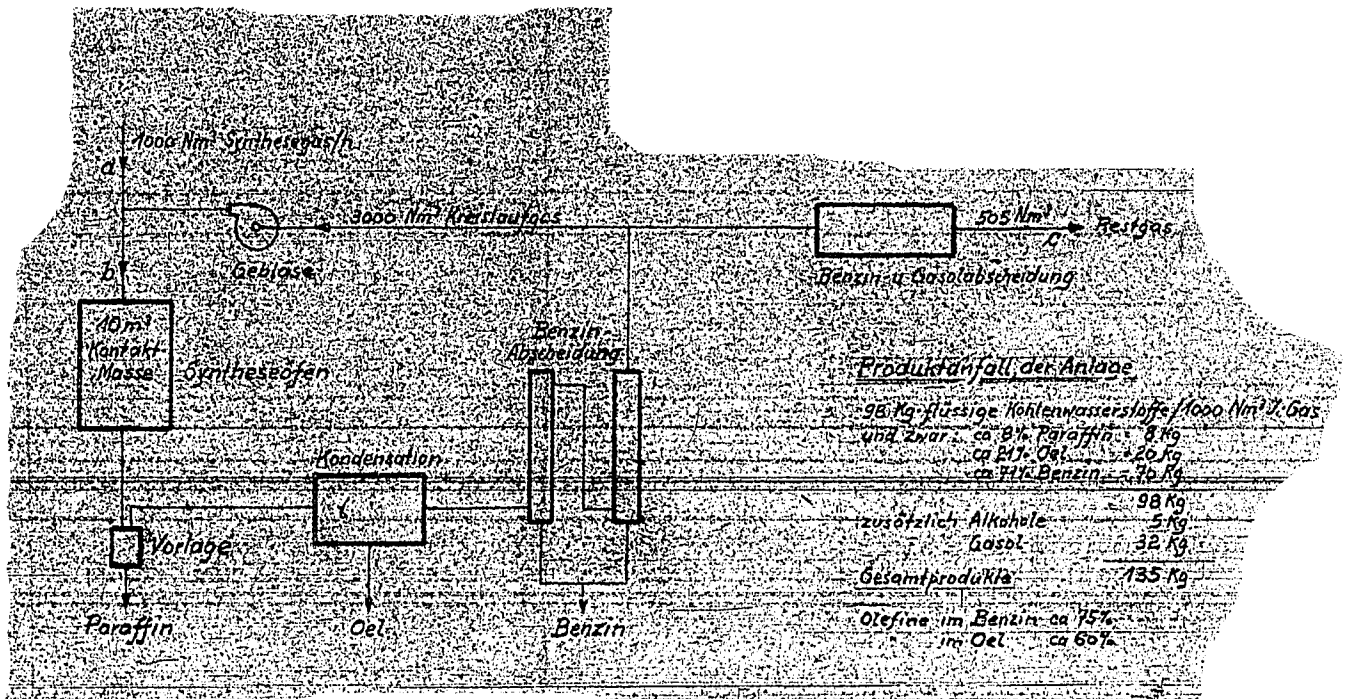 1000 Nm³ Synthesegas/h
a
3000 Nm³ Kreislaufgas
505 Nm³
c
Restgas
b
Gebläse
Benzin- u Gasolabscheidung
10 m³
Kontakt-
Masse
Syntheseofen
Benzin-
Abscheidung
Produktanfall der Anlage
98 Kg flüssige Kohlenwasserstoffe/1000 Nm³ J. Gas
und zwar: ca 8% Paraffin = 8 Kg
ca 21% Oel = 20 Kg
ca 71% Benzin = 70 Kg
98 Kg
zusätzlich Alkohole 5 Kg
Gasol 32 Kg
Gesamtprodukte 135 Kg
Olefine im Benzin ca 75%
im Oel ca 60%
Kondensation
Vorlage
Paraffin
Oel
Benzin